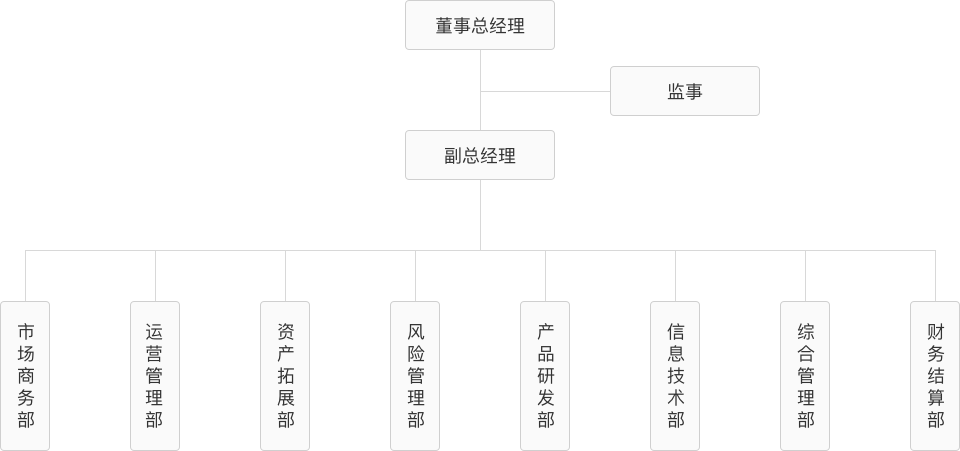 董事总经理
监事
副总经理
市场商务部
运营管理部
资产拓展部
风险管理部
产品研发部
信息技术部
综合管理部
财务结算部